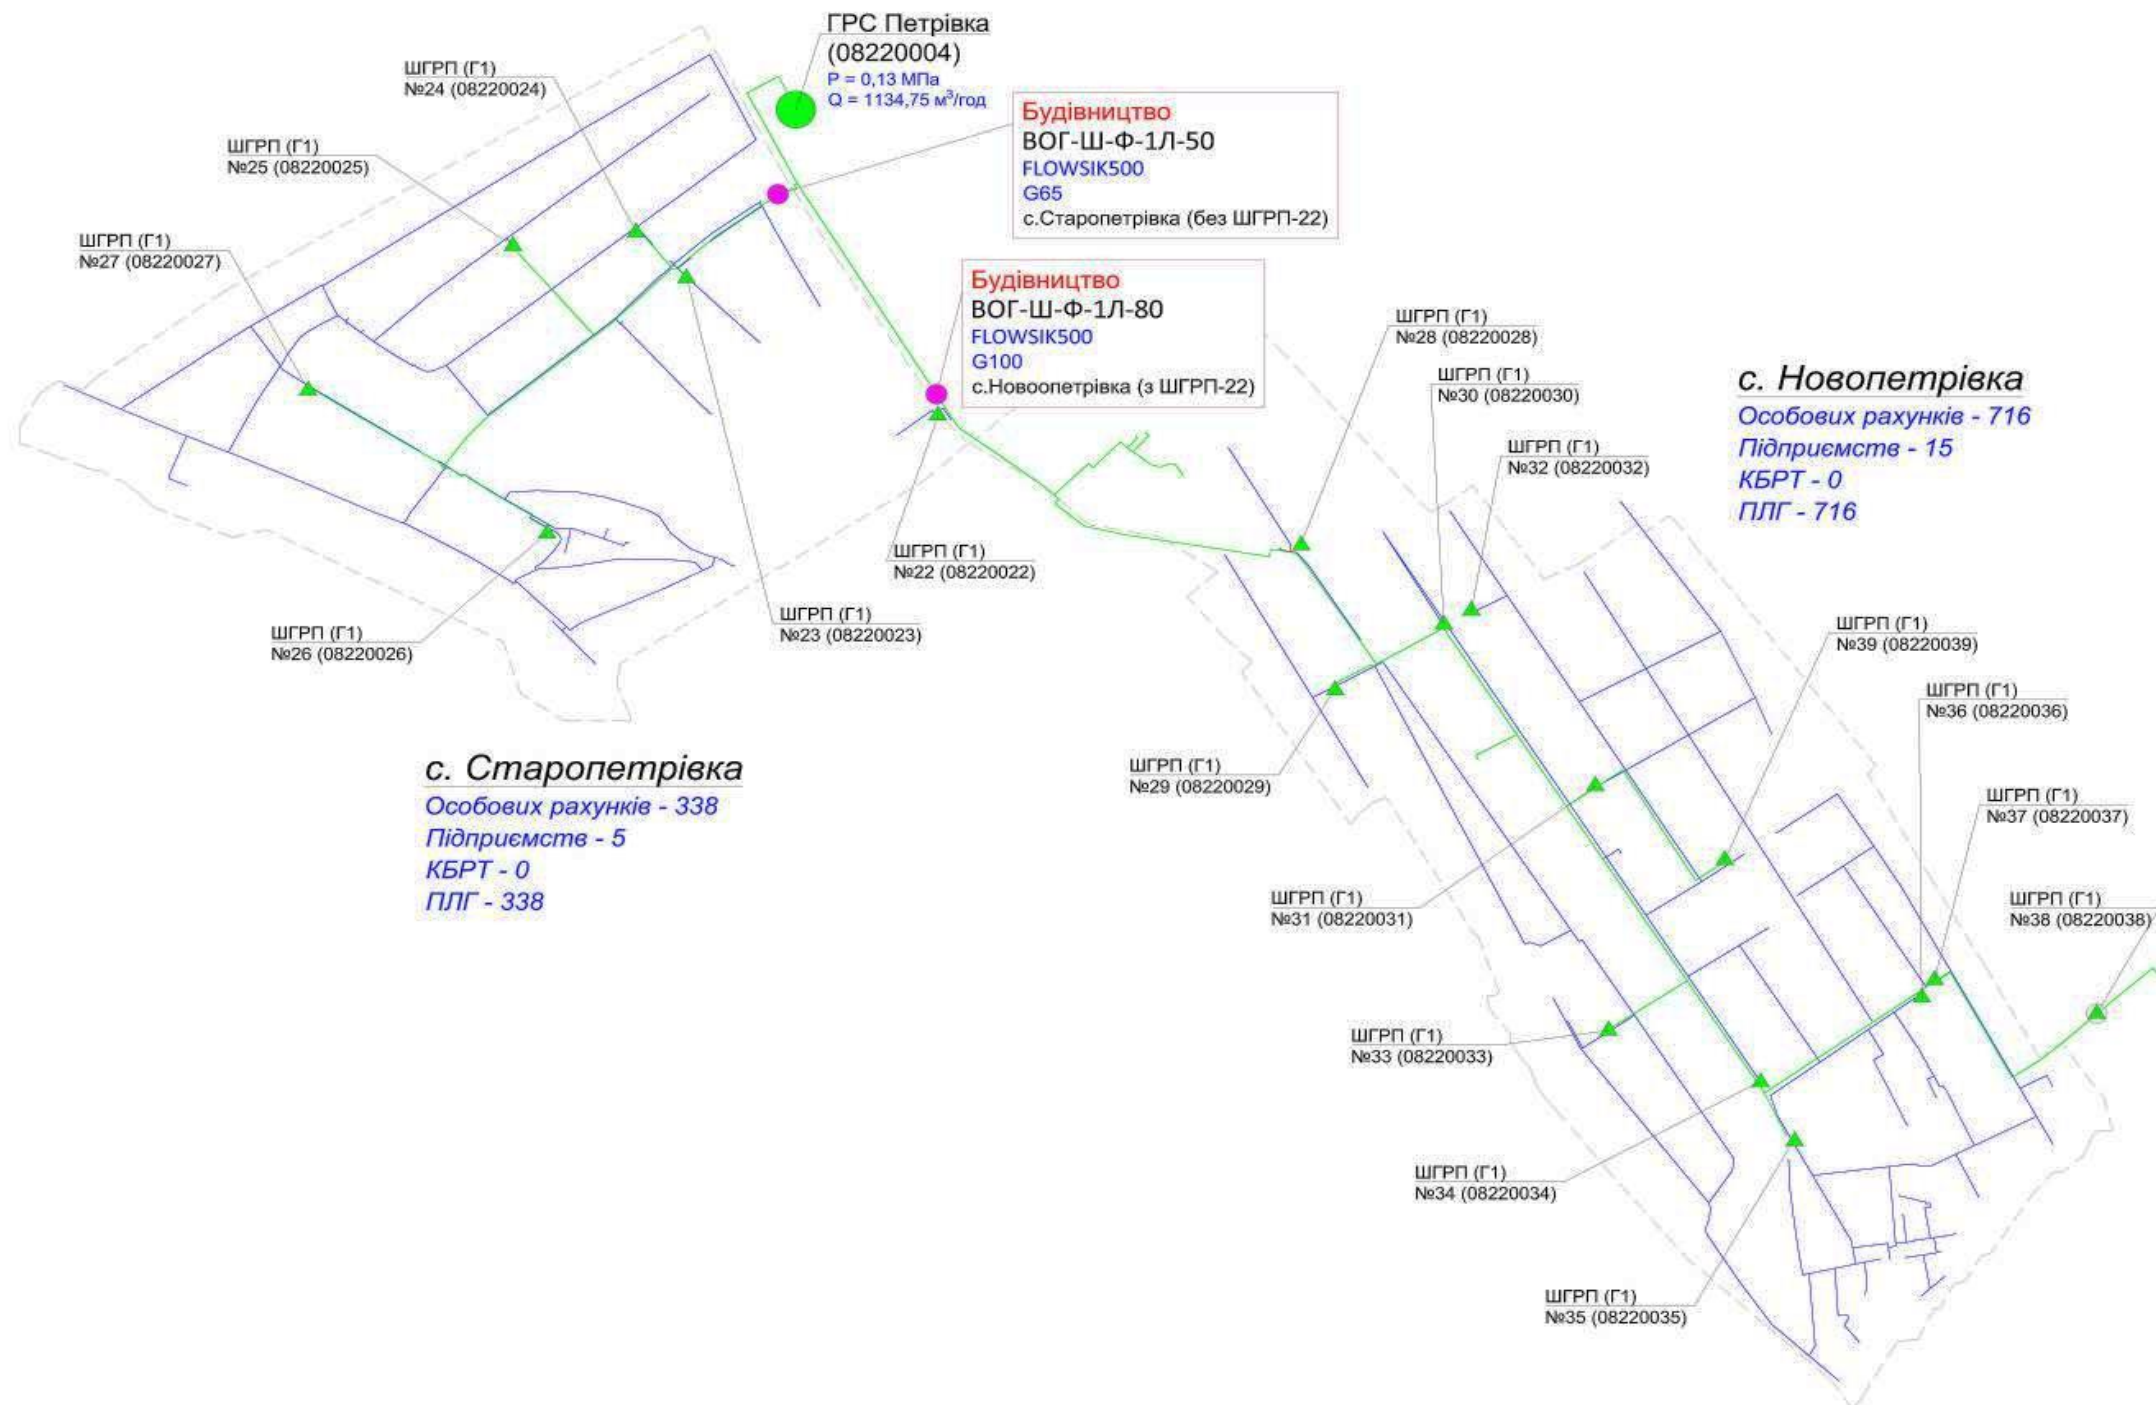 ГРС Петрівка
(08220004)
P = 0,13 МПа
Q = 1134,75 м³/год
ШГРП (Г1)
№24 (08220024)
ШГРП (Г1)
№25 (08220025)
ШГРП (Г1)
№27 (08220027)
Будівництво
ВОГ-Ш-Ф-1Л-50
FLOWSIK500
G65
с.Старопетрівка (без ШГРП-22)
Будівництво
ВОГ-Ш-Ф-1Л-80
FLOWSIK500
G100
с.Новоопетрівка (з ШГРП-22)
ШГРП (Г1)
№28 (08220028)
ШГРП (Г1)
№30 (08220030)
ШГРП (Г1)
№32 (08220032)
с. Новопетрівка
Особових рахунків - 716
Підприємств - 15
КБРТ - 0
ПЛГ - 716
ШГРП (Г1)
№22 (08220022)
ШГРП (Г1)
№23 (08220023)
ШГРП (Г1)
№26 (08220026)
ШГРП (Г1)
№39 (08220039)
ШГРП (Г1)
№36 (08220036)
ШГРП (Г1)
№29 (08220029)
ШГРП (Г1)
№37 (08220037)
с. Старопетрівка
Особових рахунків - 338
Підприємств - 5
КБРТ - 0
ПЛГ - 338
ШГРП (Г1)
№31 (08220031)
ШГРП (Г1)
№38 (08220038)
ШГРП (Г1)
№33 (08220033)
ШГРП (Г1)
№34 (08220034)
ШГРП (Г1)
№35 (08220035)